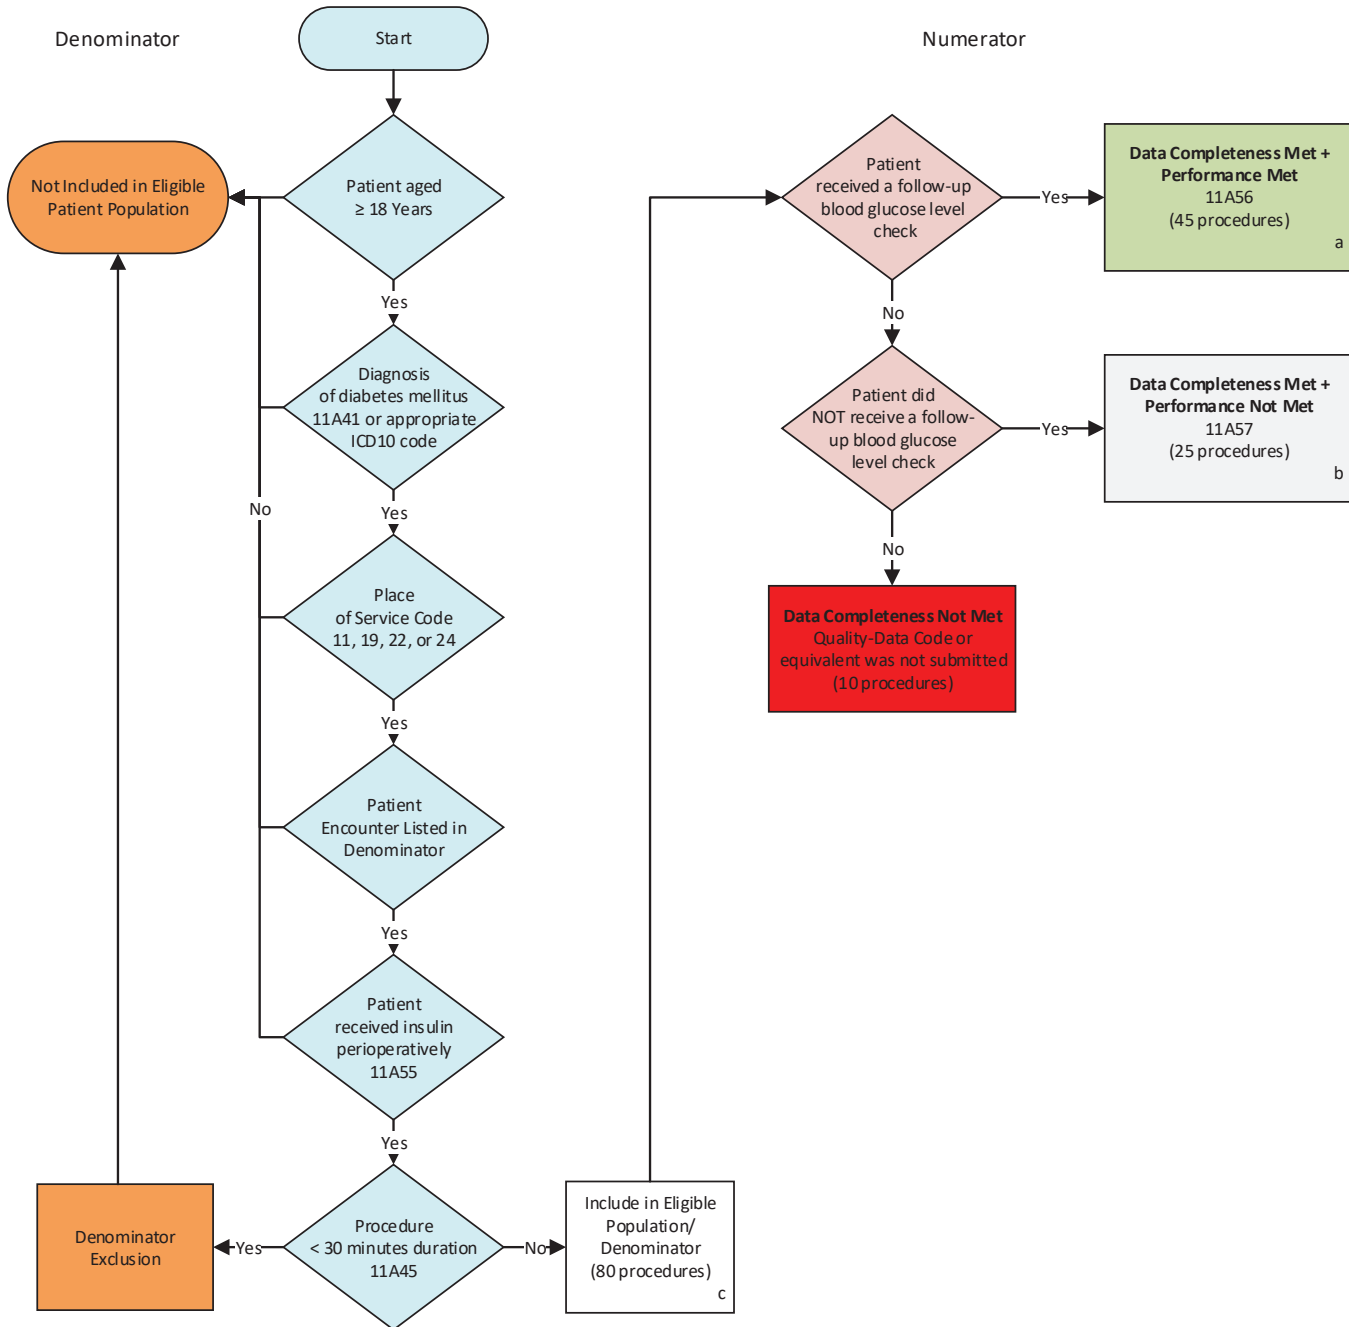 Denominator
Start
Numerator
Not Included in Eligible
Patient Population
Patient aged
≥ 18 Years
Yes
Diagnosis
of diabetes mellitus
11A41 or appropriate
ICD10 code
No
Yes
Place
of Service Code
11, 19, 22, or 24
Yes
Patient
Encounter Listed in
Denominator
Yes
Patient
received insulin
perioperatively
11A55
Yes
Procedure
< 30 minutes duration
11A45
Yes
Denominator
Exclusion
No
Include in Eligible
Population/
Denominator
(80 procedures)
c
Patient
received a follow-up
blood glucose level
check
Yes
Data Completeness Met +
Performance Met
11A56
(45 procedures)
a
No
Patient did
NOT receive a follow-
up blood glucose
level check
Yes
Data Completeness Met +
Performance Not Met
11A57
(25 procedures)
b
No
Data Completeness Not Met
Quality-Data Code or
equivalent was not submitted
(10 procedures)